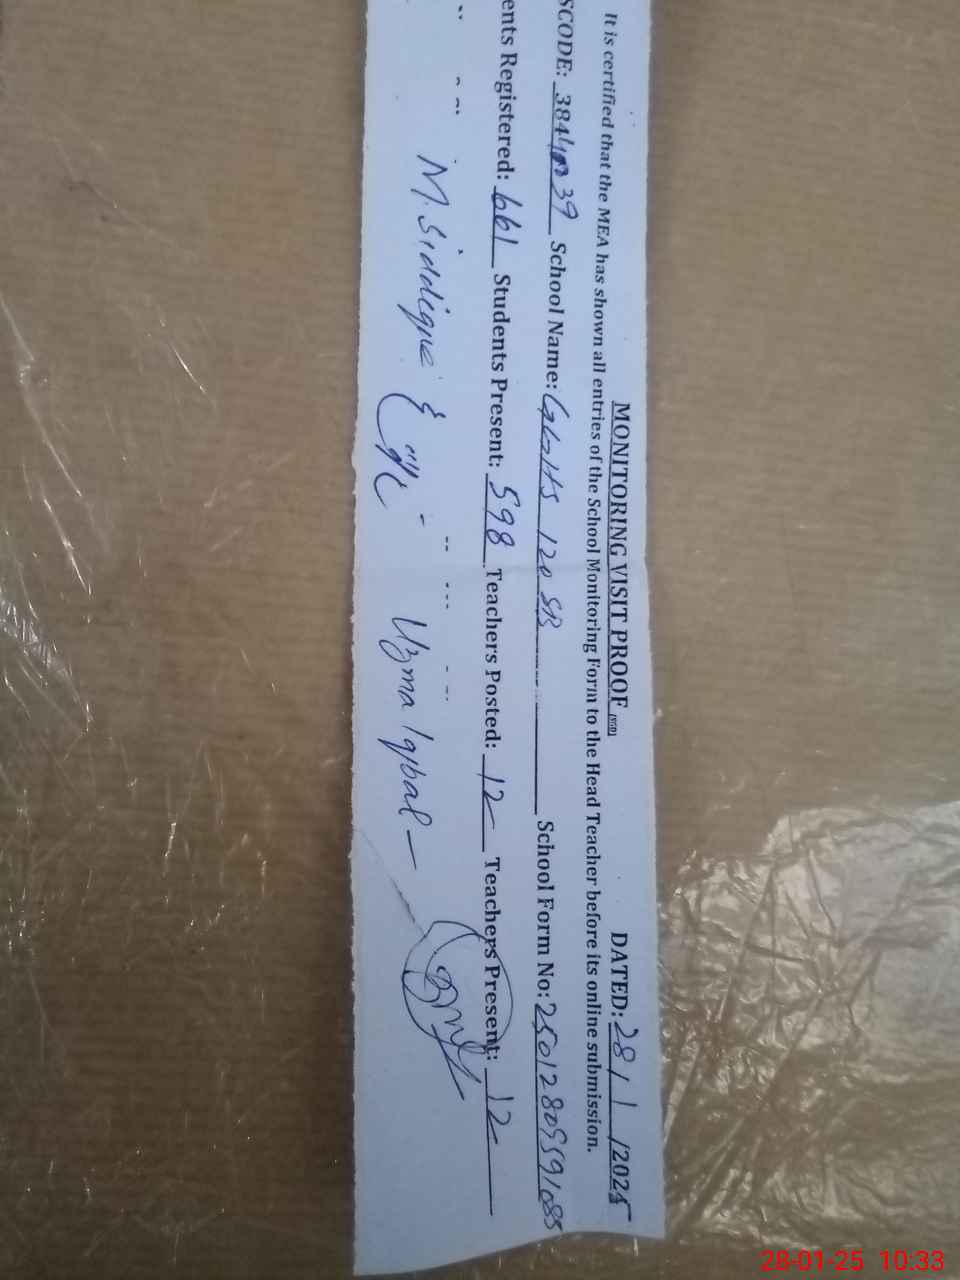 MONITORING VISIT PROOF DATED: 28/1/2025
It is certified that the MEA has shown all entries of the School Monitoring Form to the Head Teacher before its online submission.
SCODE: 38440039 School Name: GGHS 120 SB School Form No: 25012809591085
ents Registered: 661 Students Present: 598 Teachers Posted: 12 Teachers Present: 12
M. Siddique Uzma Iqbal
28-01-25 10:33